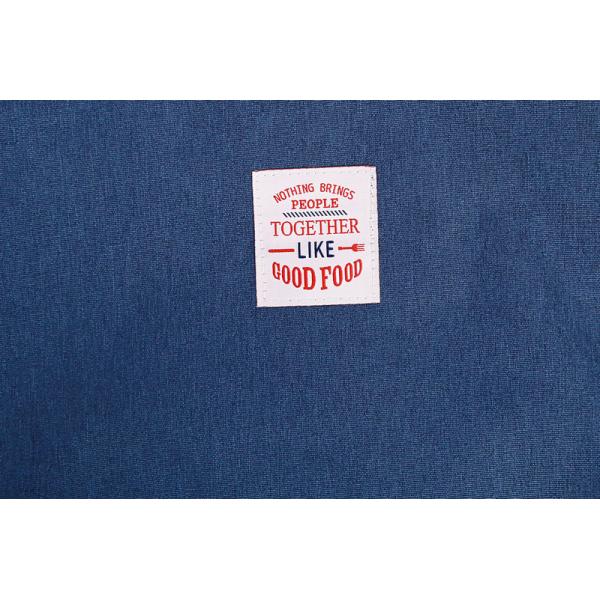 NOTHING BRINGS
PEOPLE
TOGETHER
LIKE
GOOD FOOD